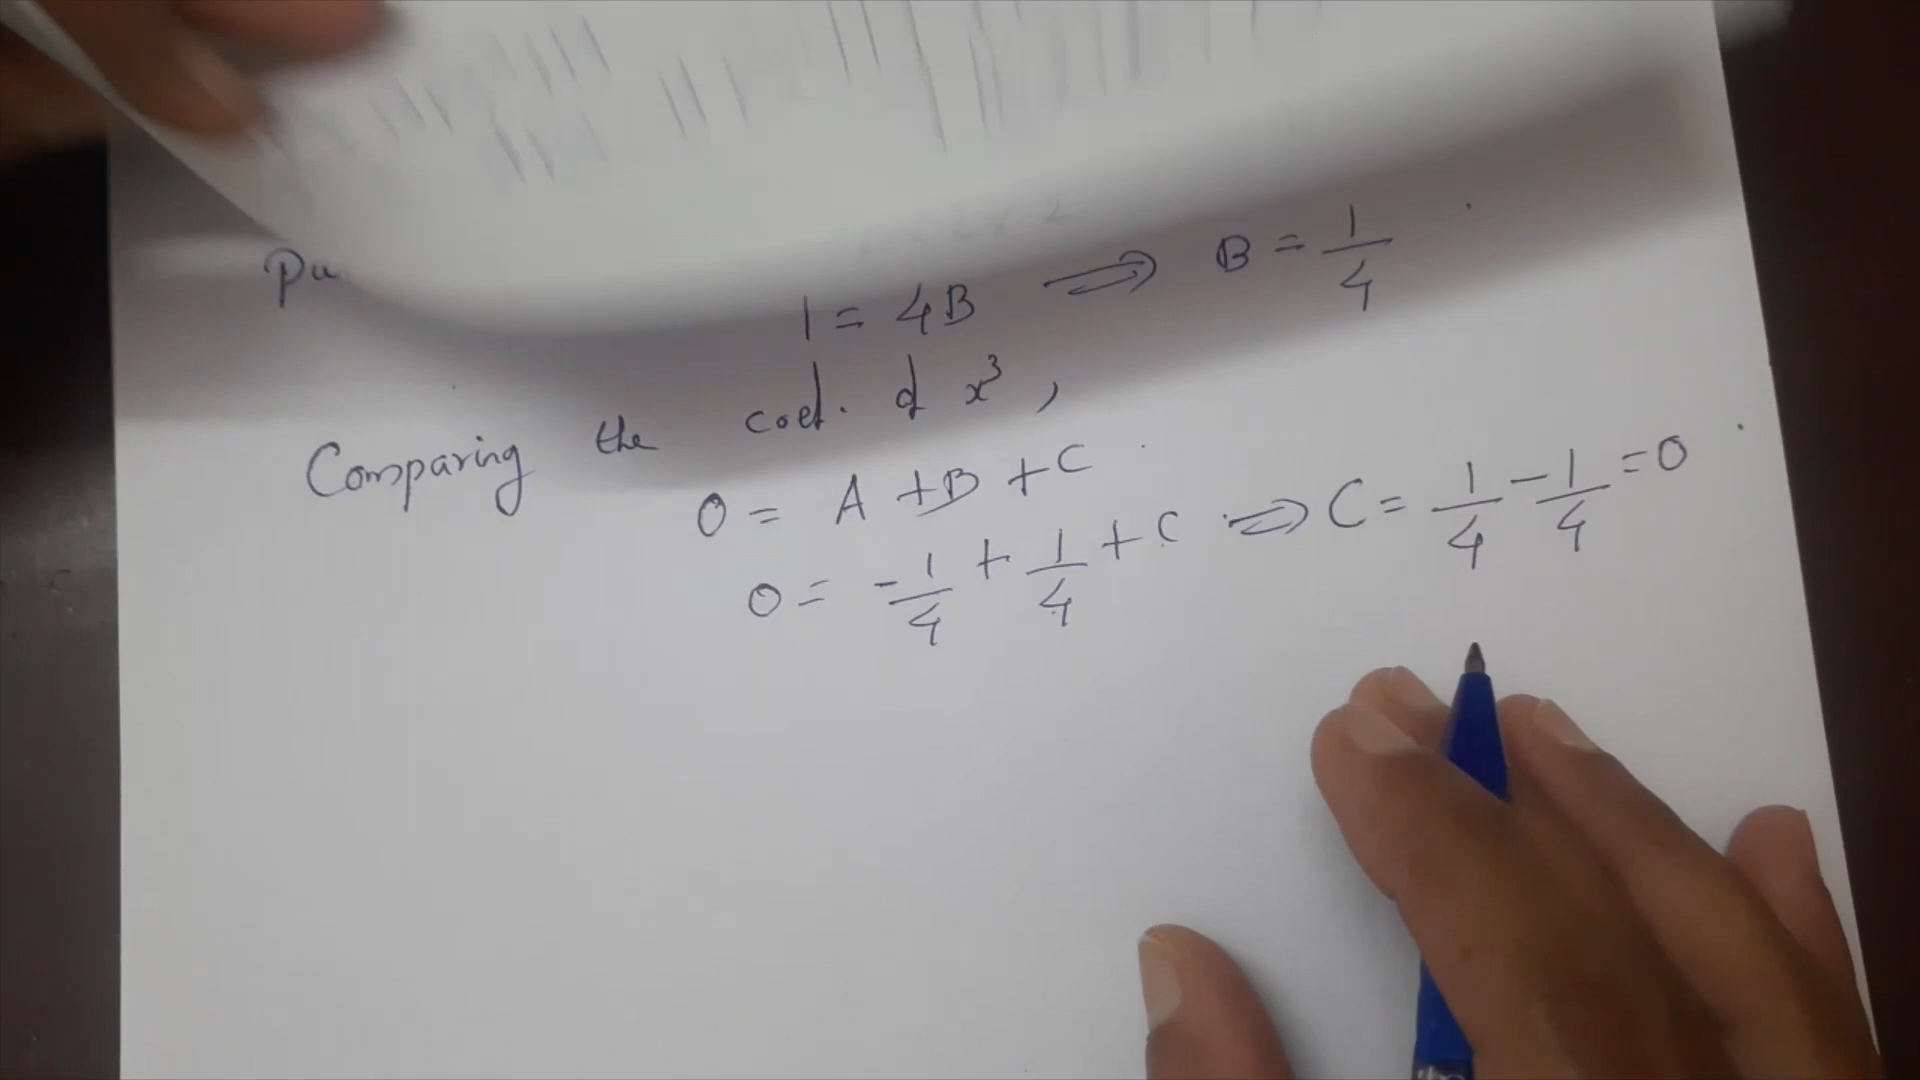 1 = 4B ⟹ B = 1/4
Comparing the coef. of x³,
0 = A + B + C
0 = -1/4 + 1/4 + C ⟹ C = 1/4 - 1/4 = 0